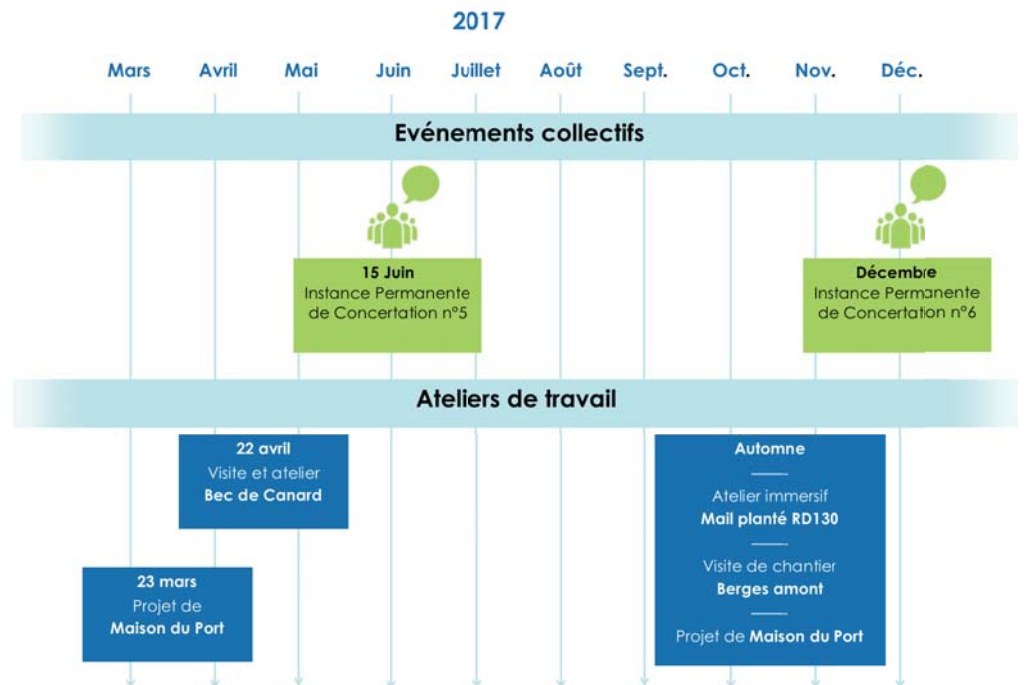 2017
Mars Avril Mai Juin Juillet Août Sept. Oct. Nov. Déc.
Evénements collectifs
15 Juin
Instance Permanente
de Concertation n°5
Décembre
Instance Permanente
de Concertation n°6
Ateliers de travail
22 avril
Visite et atelier
Bec de Canard
23 mars
Projet de
Maison du Port
Automne
Atelier immersif
Mail planté RD130
Visite de chantier
Berges amont
Projet de Maison du Port